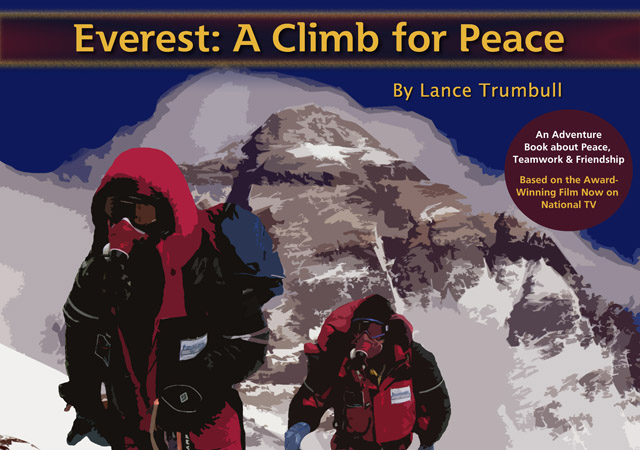 Everest: A Climb for Peace
By Lance Trumbull
An Adventure
Book about Peace,
Teamwork & Friendship
Based on the Award-
Winning Film Now on
National TV